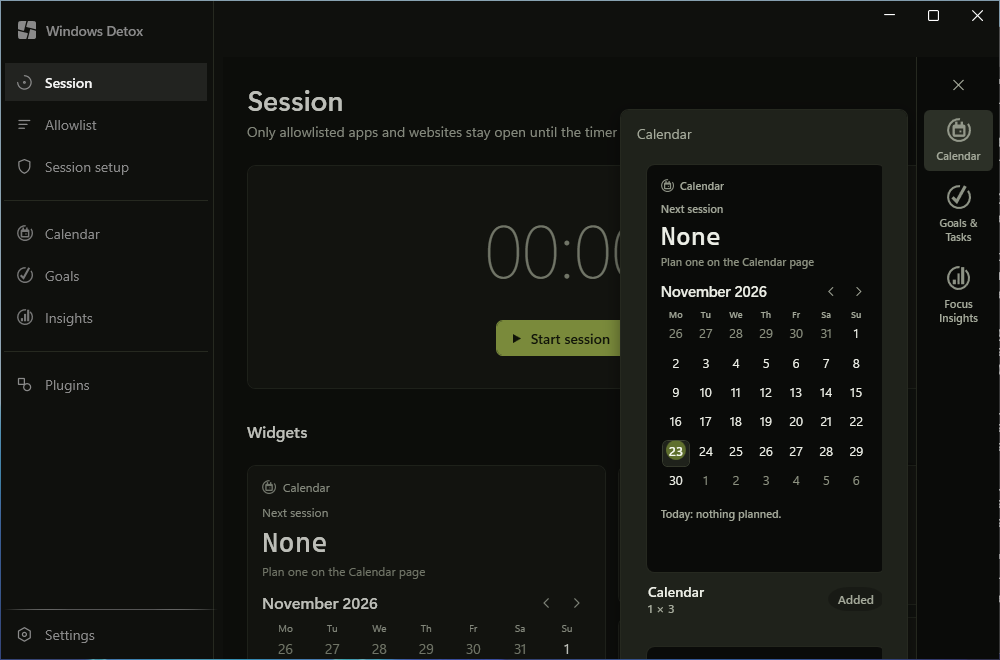 Windows Detox
Session
Allowlist
Session setup
Calendar
Goals
Insights
Plugins
Settings
Session
Only allowlisted apps and websites stay open until the timer
00:00
Start session
Widgets
Calendar
Next session
None
Plan one on the Calendar page
November 2026
Mo Tu We Th Fr Sa Su
26 27 28 29 30 31 1
Calendar
Calendar
Next session
None
Plan one on the Calendar page
November 2026
Mo Tu We Th Fr Sa Su
26 27 28 29 30 31 1
2 3 4 5 6 7 8
9 10 11 12 13 14 15
16 17 18 19 20 21 22
23 24 25 26 27 28 29
30 1 2 3 4 5 6
Today: nothing planned.
Calendar
1 × 3
Added
Calendar
Goals &
Tasks
Focus
Insights